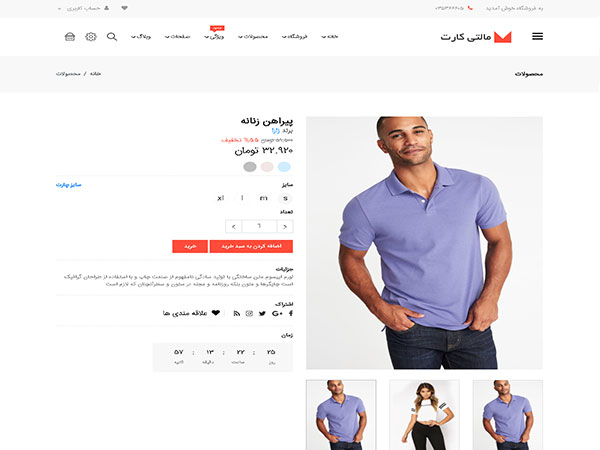 به فروشگاه خوش آمدید
حساب کاربری
مالتی کارت
خانه فروشگاه محصولات ویژگی صفحات وبلاگ
محصولات
خانه / محصولات
پیراهن زنانه
برند زارا
%۵۵ تخفیف
۳۲.۹۲۰ تومان
سایز
سایز چارت
s m l xl
تعداد
اضافه کردن به سبد خرید
خرید
جزئیات
لورم ایپسوم متن ساختگی با تولید سادگی نامفهوم از صنعت چاپ و با استفاده از طراحان گرافیک
است چاپگرها و متون بلکه روزنامه و مجله در ستون و سطرآنچنان که لازم است
اشتراک
علاقه مندی ها
زمان
۲۵ : ۲۲ : ۱۳ : ۵۷
روز ساعت دقیقه ثانیه